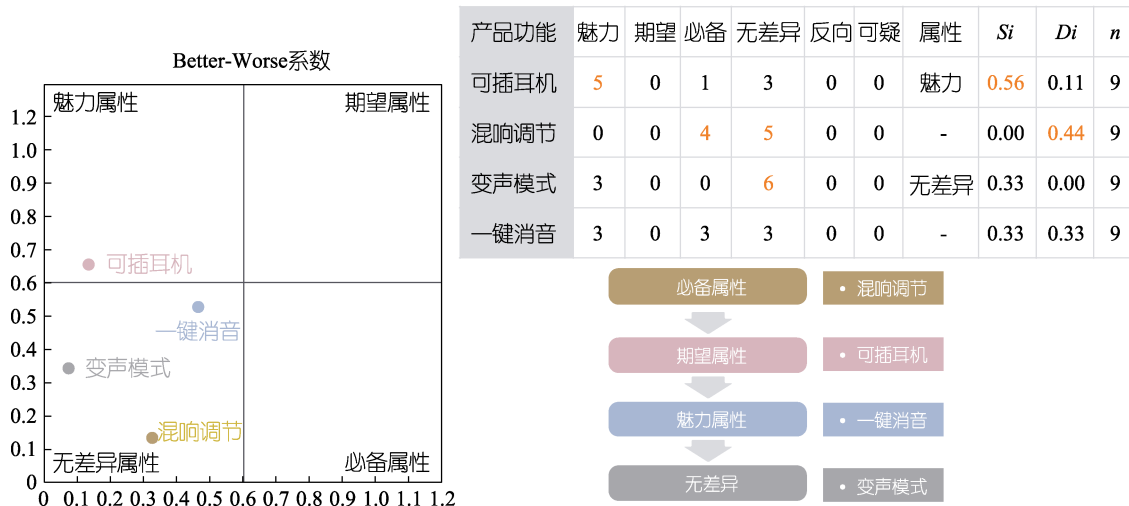 Better-Worse系数
魅力属性 期望属性
1.2
1.0
0.9
0.8
0.7
0.6
0.5
0.4
0.3
0.2
0.1
0
可插耳机
一键消音
变声模式
混响调节
无差异属性 必备属性
0 0.1 0.2 0.3 0.4 0.5 0.6 0.7 0.8 0.9 1.0 1.1 1.2
产品功能 魅力 期望 必备 无差异 反向 可疑 属性 Si Di n
可插耳机 5 0 1 3 0 0 魅力 0.56 0.11 9
混响调节 0 0 4 5 0 0 - 0.00 0.44 9
变声模式 3 0 0 6 0 0 无差异 0.33 0.00 9
一键消音 3 0 3 3 0 0 - 0.33 0.33 9
必备属性 • 混响调节
期望属性 • 可插耳机
魅力属性 • 一键消音
无差异 • 变声模式